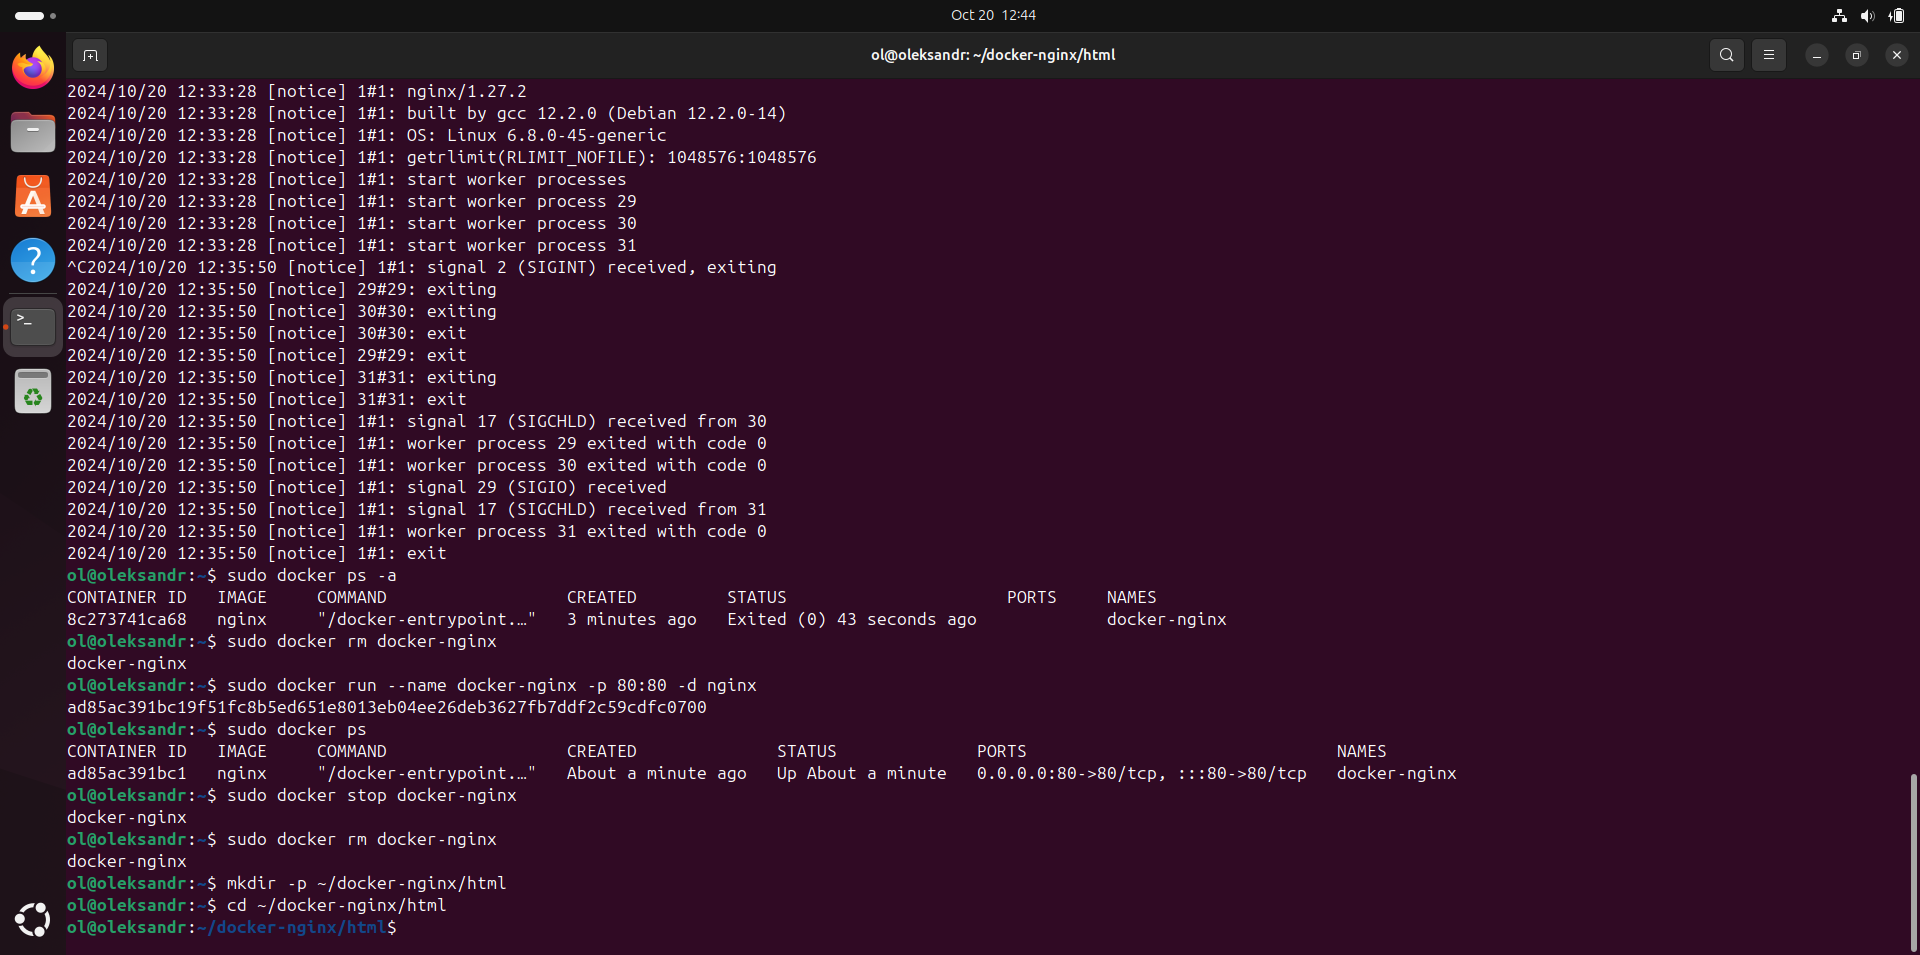 Oct 20 12:44
ol@oleksandr: ~/docker-nginx/html
2024/10/20 12:33:28 [notice] 1#1: nginx/1.27.2
2024/10/20 12:33:28 [notice] 1#1: built by gcc 12.2.0 (Debian 12.2.0-14)
2024/10/20 12:33:28 [notice] 1#1: OS: Linux 6.8.0-45-generic
2024/10/20 12:33:28 [notice] 1#1: getrlimit(RLIMIT_NOFILE): 1048576:1048576
2024/10/20 12:33:28 [notice] 1#1: start worker processes
2024/10/20 12:33:28 [notice] 1#1: start worker process 29
2024/10/20 12:33:28 [notice] 1#1: start worker process 30
2024/10/20 12:33:28 [notice] 1#1: start worker process 31
^C2024/10/20 12:35:50 [notice] 1#1: signal 2 (SIGINT) received, exiting
2024/10/20 12:35:50 [notice] 29#29: exiting
2024/10/20 12:35:50 [notice] 30#30: exiting
2024/10/20 12:35:50 [notice] 30#30: exit
2024/10/20 12:35:50 [notice] 29#29: exit
2024/10/20 12:35:50 [notice] 31#31: exiting
2024/10/20 12:35:50 [notice] 31#31: exit
2024/10/20 12:35:50 [notice] 1#1: signal 17 (SIGCHLD) received from 30
2024/10/20 12:35:50 [notice] 1#1: worker process 29 exited with code 0
2024/10/20 12:35:50 [notice] 1#1: worker process 30 exited with code 0
2024/10/20 12:35:50 [notice] 1#1: signal 29 (SIGIO) received
2024/10/20 12:35:50 [notice] 1#1: signal 17 (SIGCHLD) received from 31
2024/10/20 12:35:50 [notice] 1#1: worker process 31 exited with code 0
2024/10/20 12:35:50 [notice] 1#1: exit
ol@oleksandr:~$ sudo docker ps -a
CONTAINER ID   IMAGE     COMMAND                  CREATED         STATUS                      PORTS     NAMES
8c273741ca68   nginx     "/docker-entrypoint.…"   3 minutes ago   Exited (0) 43 seconds ago             docker-nginx
ol@oleksandr:~$ sudo docker rm docker-nginx
docker-nginx
ol@oleksandr:~$ sudo docker run --name docker-nginx -p 80:80 -d nginx
ad85ac391bc19f51fc8b5ed651e8013eb04ee26deb3627fb7ddf2c59cdfc0700
ol@oleksandr:~$ sudo docker ps
CONTAINER ID   IMAGE     COMMAND                  CREATED              STATUS              PORTS                               NAMES
ad85ac391bc1   nginx     "/docker-entrypoint.…"   About a minute ago   Up About a minute   0.0.0.0:80->80/tcp, :::80->80/tcp   docker-nginx
ol@oleksandr:~$ sudo docker stop docker-nginx
docker-nginx
ol@oleksandr:~$ sudo docker rm docker-nginx
docker-nginx
ol@oleksandr:~$ mkdir -p ~/docker-nginx/html
ol@oleksandr:~$ cd ~/docker-nginx/html
ol@oleksandr:~/docker-nginx/html$